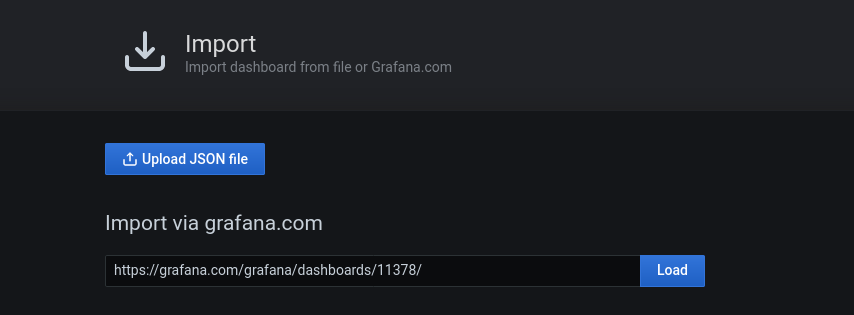 Import
Import dashboard from file or Grafana.com
Upload JSON file
Import via grafana.com
https://grafana.com/grafana/dashboards/11378/
Load